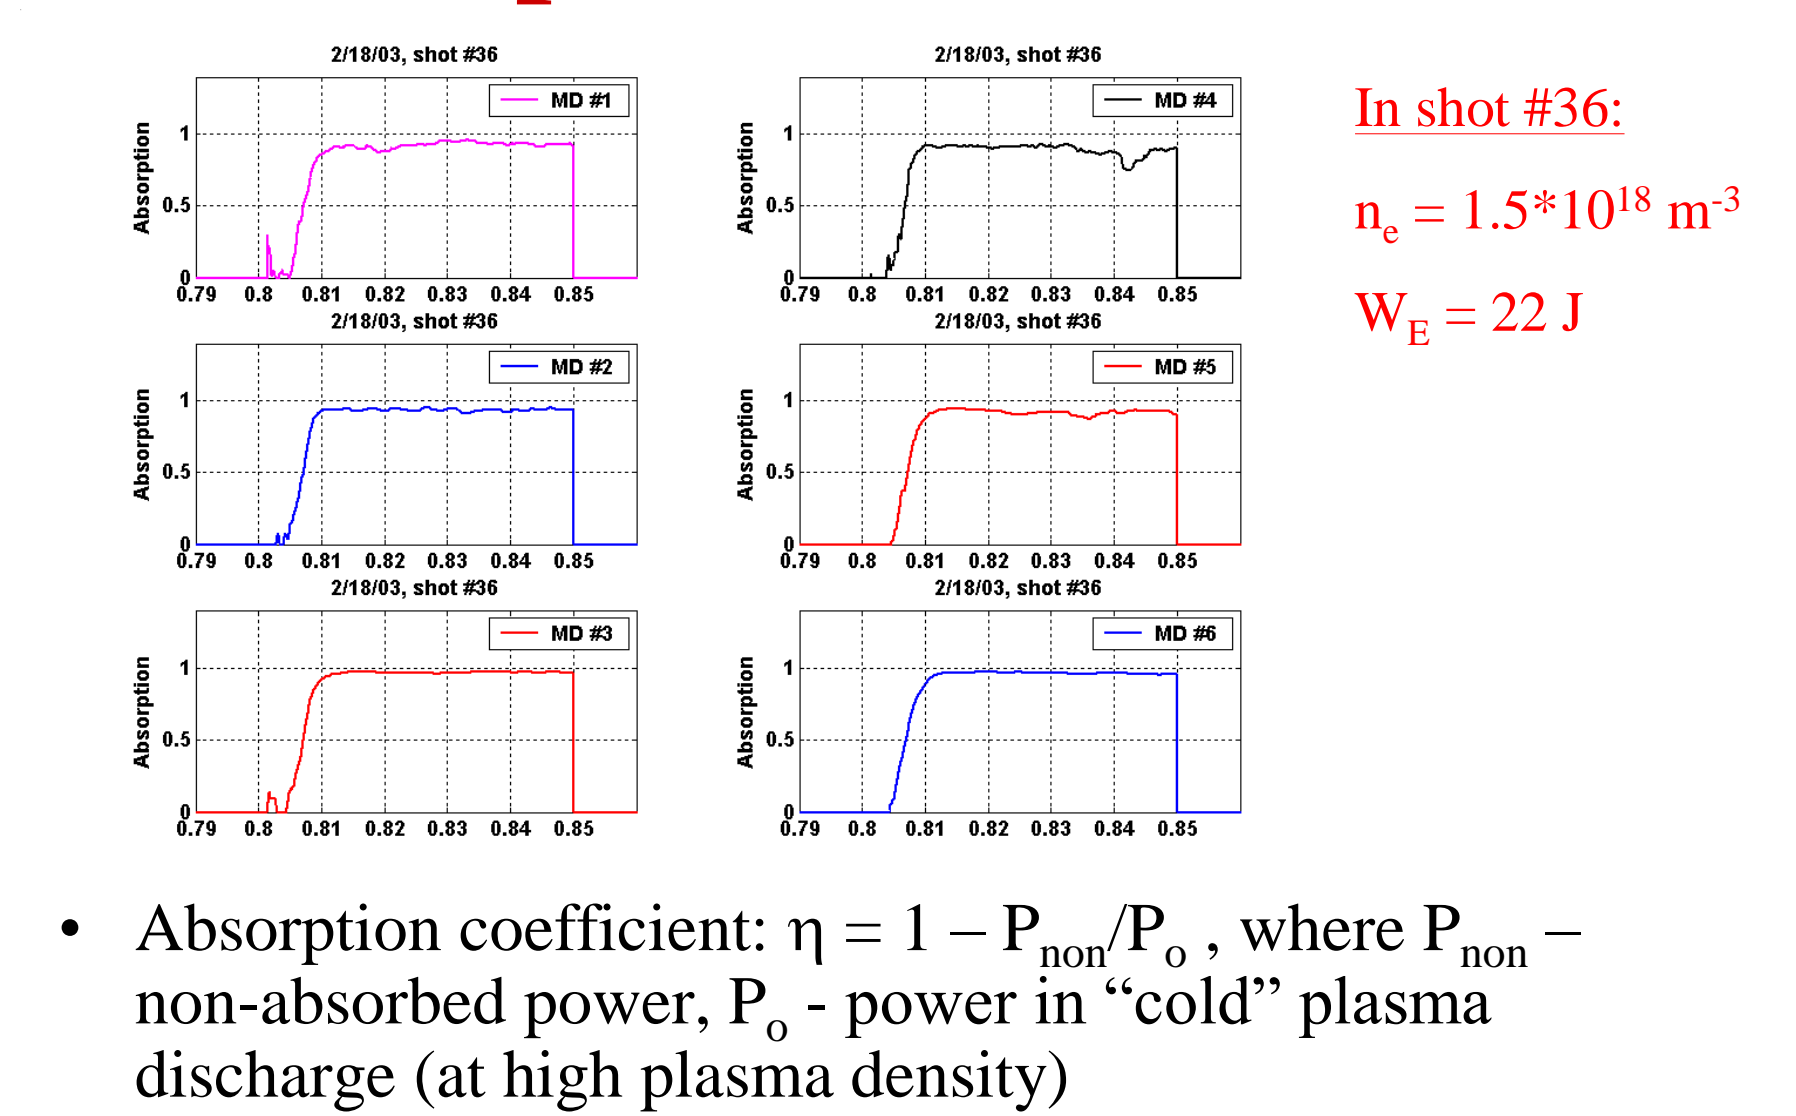 2/18/03, shot #36
MD #1
Absorption
1
0.5
0
0.79 0.8 0.81 0.82 0.83 0.84 0.85
2/18/03, shot #36
MD #2
Absorption
1
0.5
0
0.79 0.8 0.81 0.82 0.83 0.84 0.85
2/18/03, shot #36
MD #3
Absorption
1
0.5
0
0.79 0.8 0.81 0.82 0.83 0.84 0.85
2/18/03, shot #36
MD #4
Absorption
1
0.5
0
0.79 0.8 0.81 0.82 0.83 0.84 0.85
2/18/03, shot #36
MD #5
Absorption
1
0.5
0
0.79 0.8 0.81 0.82 0.83 0.84 0.85
2/18/03, shot #36
MD #6
Absorption
1
0.5
0
0.79 0.8 0.81 0.82 0.83 0.84 0.85
In shot #36:
nₑ = 1.5*10¹⁸ m⁻³
W_E = 22 J
• Absorption coefficient: η = 1 – P_non/P_o , where P_non –
non-absorbed power, P_o - power in “cold” plasma
discharge (at high plasma density)